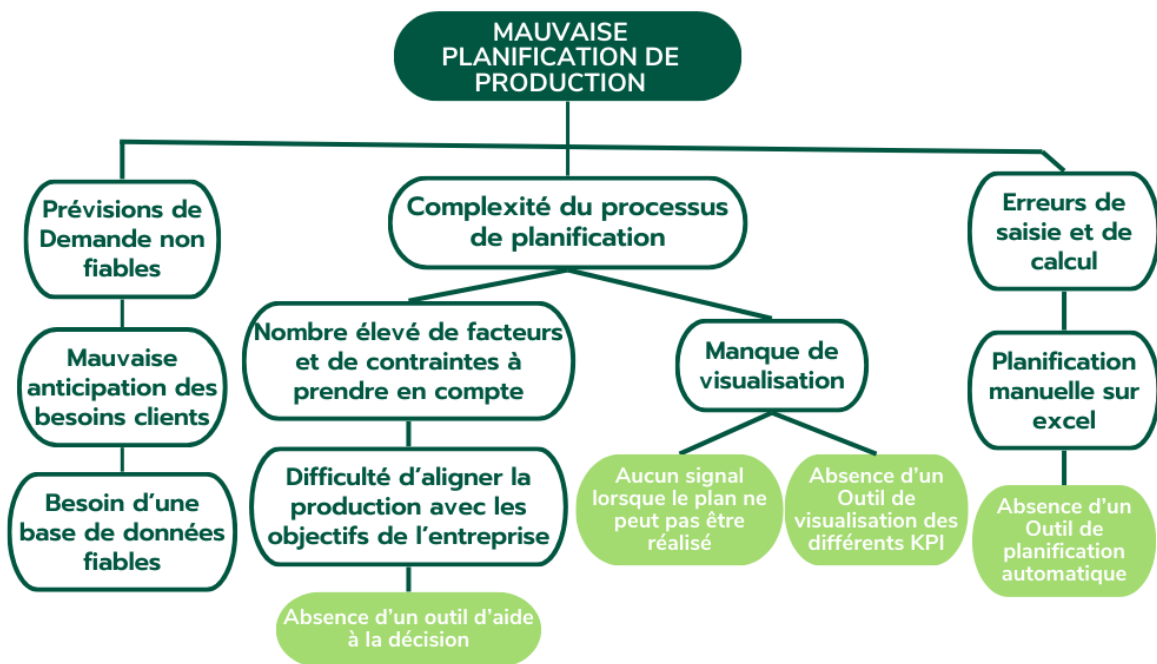 MAUVAISE
PLANIFICATION DE
PRODUCTION
Prévisions de
Demande non
fiables
Complexité du processus
de planification
Erreurs de
saisie et de
calcul
Mauvaise
anticipation des
besoins clients
Nombre élevé de facteurs
et de contraintes à
prendre en compte
Manque de
visualisation
Planification
manuelle sur
excel
Besoin d’une
base de données
fiables
Difficulté d’aligner la
production avec les
objectifs de l’entreprise
Aucun signal
lorsque le plan ne
peut pas être
réalisé
Absence d’un
Outil de
visualisation des
différents KPI
Absence d’un
Outil de
planification
automatique
Absence d’un outil d’aide
à la décision